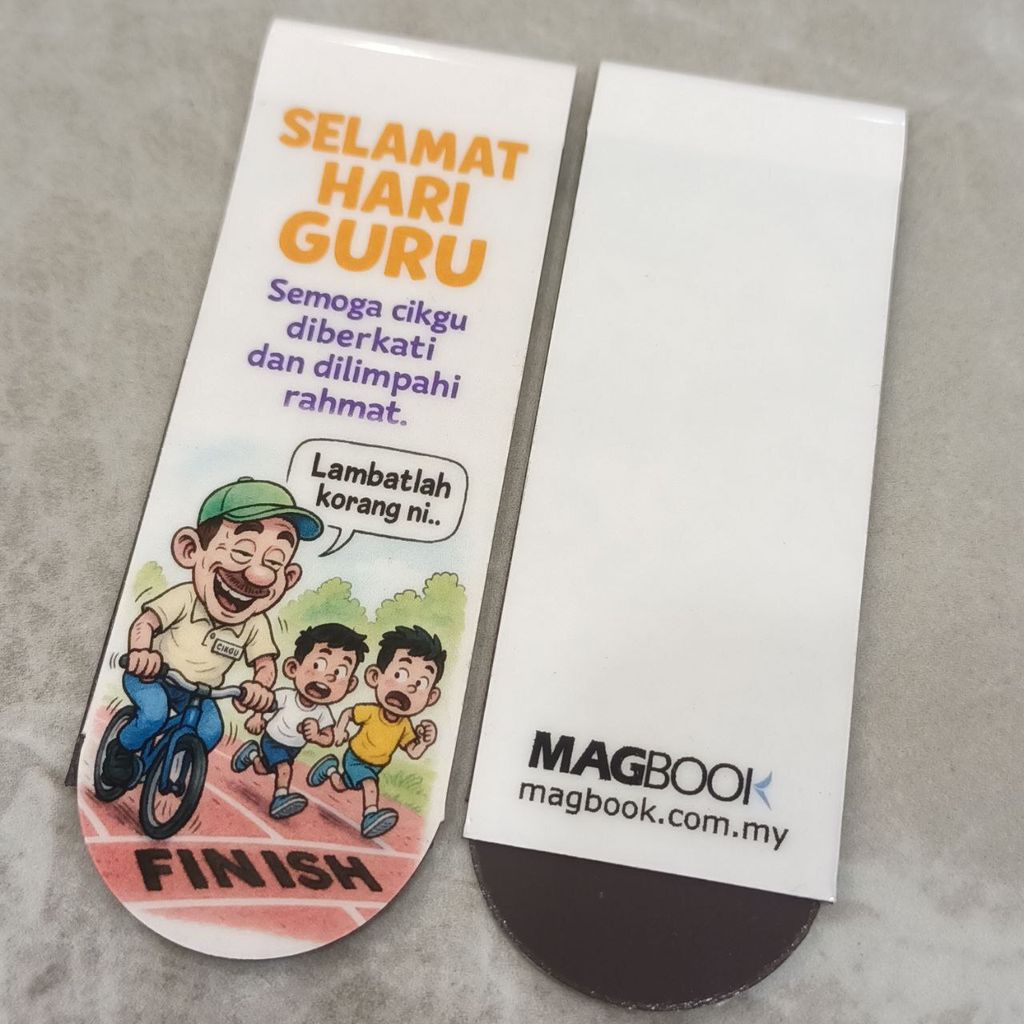 SELAMAT
HARI
GURU
Semoga cikgu
diberkati
dan dilimpahi
rahmat.
Lambatlah
korang ni..
CIKGU
FINISH
MAGBOOK
magbook.com.my